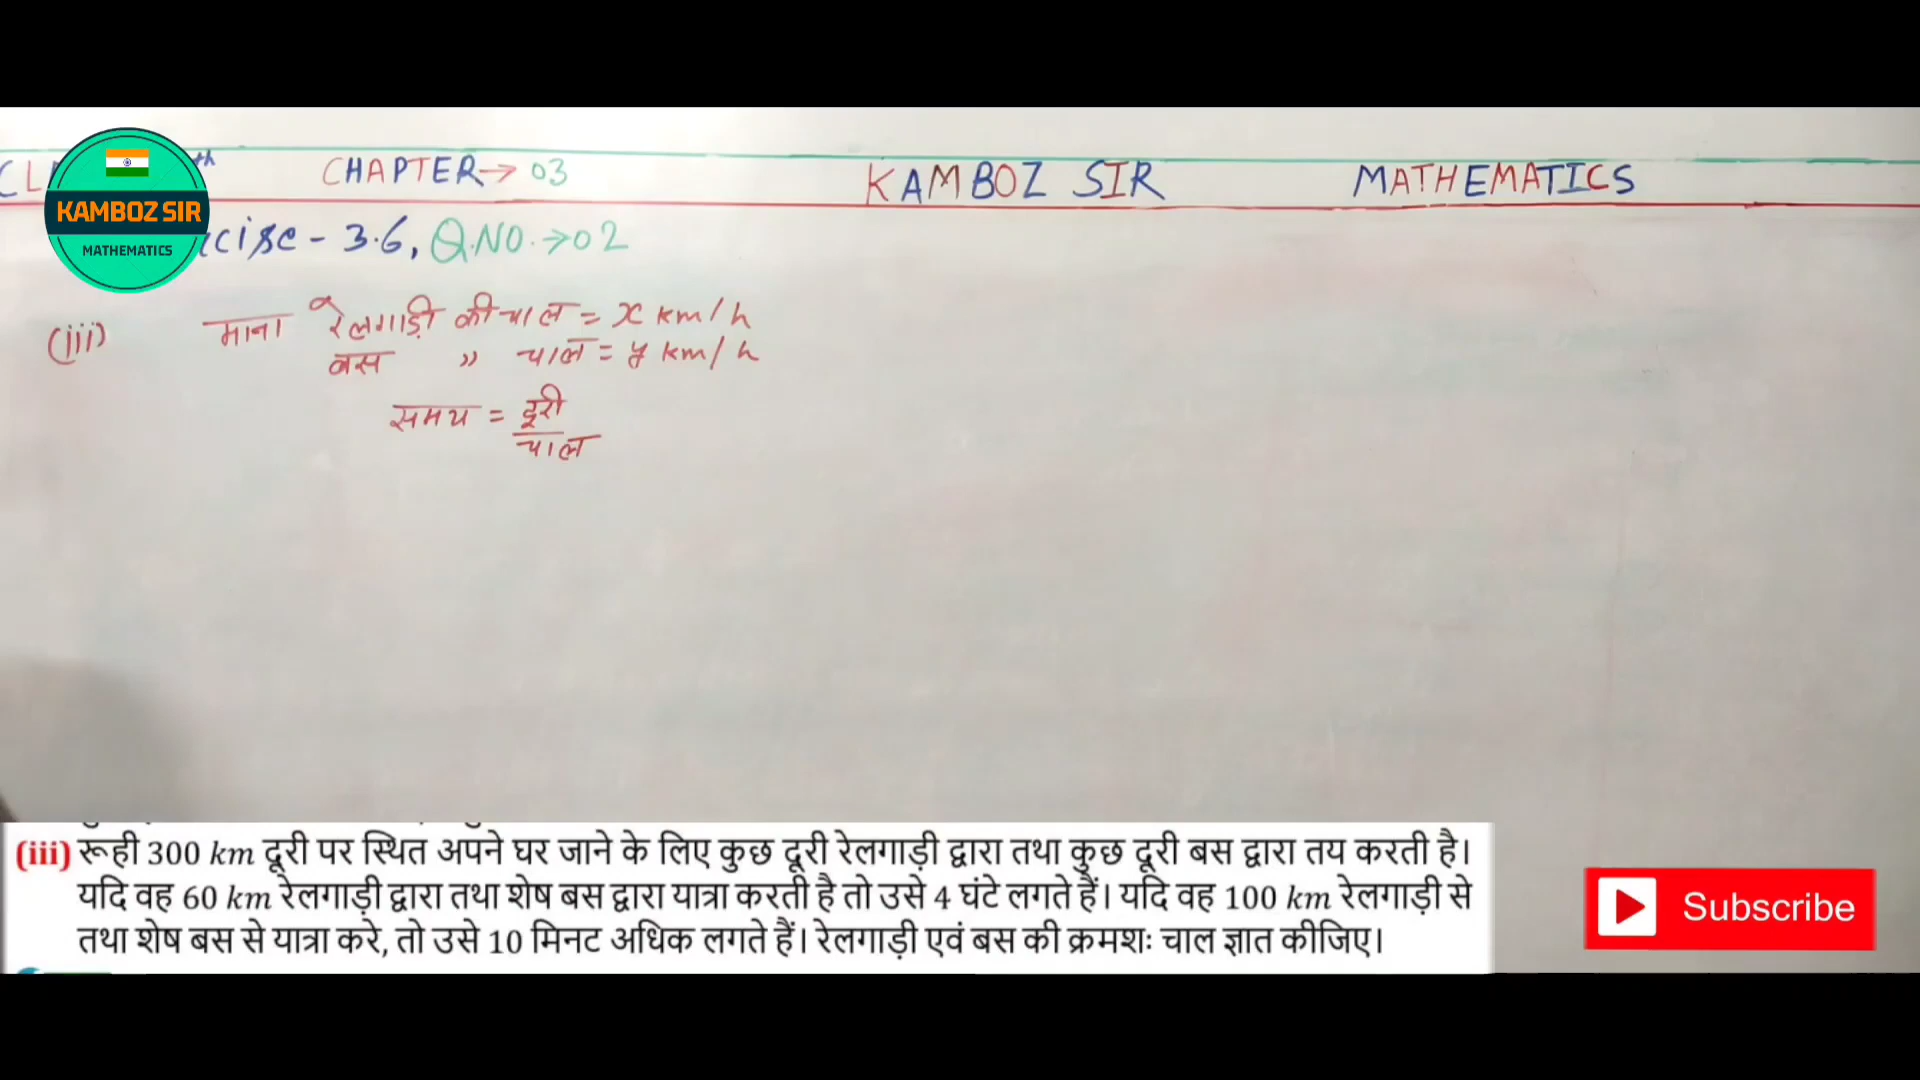 th CHAPTER→ 03 KAMBOZ SIR MATHEMATICS
KAMBOZ SIR
MATHEMATICS
cise - 3.6, Q.NO.→02
(iii) माना रेलगाड़ी की चाल = x km/h
बस " चाल = y km/h
समय = दूरी
चाल
(iii) रूही 300 km दूरी पर स्थित अपने घर जाने के लिए कुछ दूरी रेलगाड़ी द्वारा तथा कुछ दूरी बस द्वारा तय करती है।
यदि वह 60 km रेलगाड़ी द्वारा तथा शेष बस द्वारा यात्रा करती है तो उसे 4 घंटे लगते हैं। यदि वह 100 km रेलगाड़ी से
तथा शेष बस से यात्रा करे, तो उसे 10 मिनट अधिक लगते हैं। रेलगाड़ी एवं बस की क्रमशः चाल ज्ञात कीजिए।
Subscribe